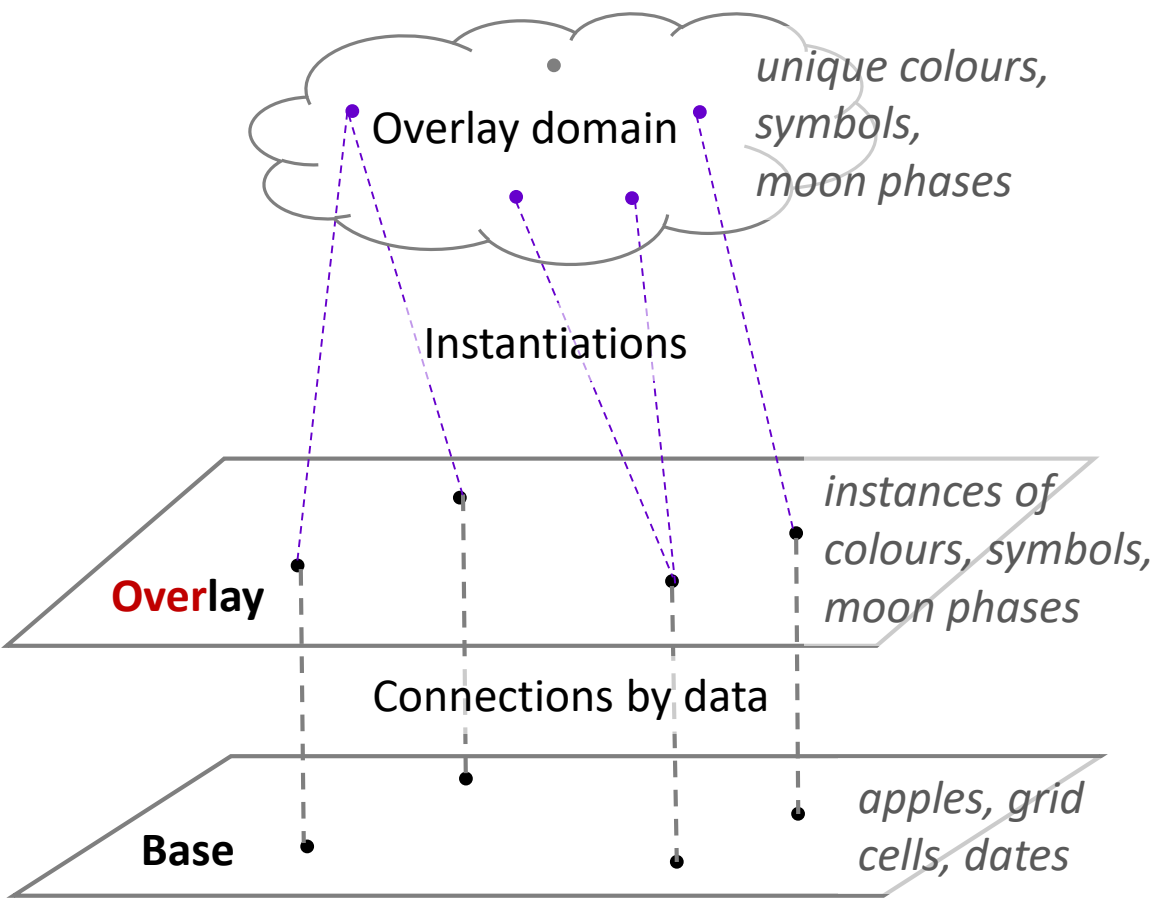 unique colours,
Overlay domain
symbols,
moon phases
Instantiations
instances of
colours, symbols,
Overlay
moon phases
Connections by data
apples, grid
Base
cells, dates